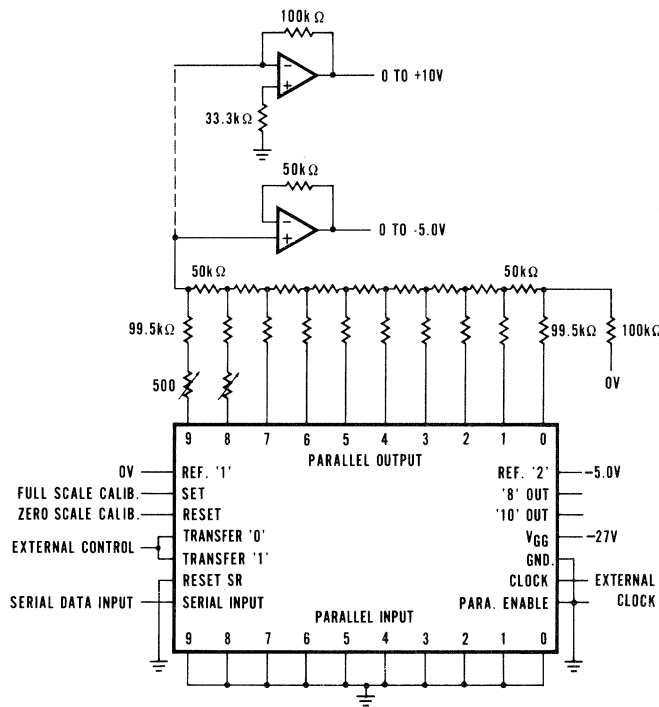 100kΩ
0 TO +10V
33.3kΩ
50kΩ
0 TO -5.0V
50kΩ 50kΩ
99.5kΩ 99.5kΩ 100kΩ
500 0V
9 8 7 6 5 4 3 2 1 0
PARALLEL OUTPUT
0V REF. '1' REF. '2' -5.0V
FULL SCALE CALIB. SET '8' OUT
ZERO SCALE CALIB. RESET '10' OUT
TRANSFER '0' VGG -27V
EXTERNAL CONTROL
TRANSFER '1' GND.
RESET SR CLOCK EXTERNAL
SERIAL DATA INPUT SERIAL INPUT PARA. ENABLE CLOCK
PARALLEL INPUT
9 8 7 6 5 4 3 2 1 0